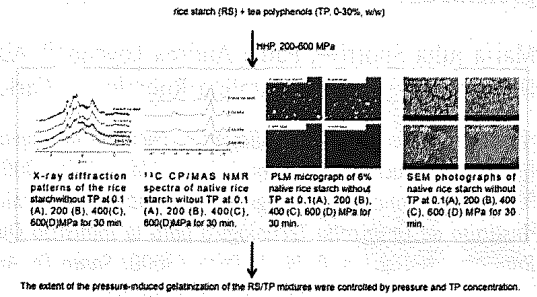 rice starch (RS) + tea polyphenols (TP, 0-30%, w/w)
HHP, 200-600 MPa
X-ray diffraction
patterns of the rice
starchwithout TP at 0.1
(A), 200 (B), 400(C),
600(D)MPa for 30 min.
¹³C CP/MAS NMR
spectra of native rice
starch witout TP at 0.1
(A), 200 (B), 400(C),
600(D)MPa for 30 min.
PLM micrograph of 6%
native rice starch without
TP at 0.1(A), 200 (B),
400 (C), 600 (D) MPa for
30 min.
SEM photographs of
native rice starch without
TP at 0.1(A), 200 (B), 400
(C), 600 (D) MPa for 30
min.
The extent of the pressure-induced gelatinization of the RS/TP mixtures were controlled by pressure and TP concentration.